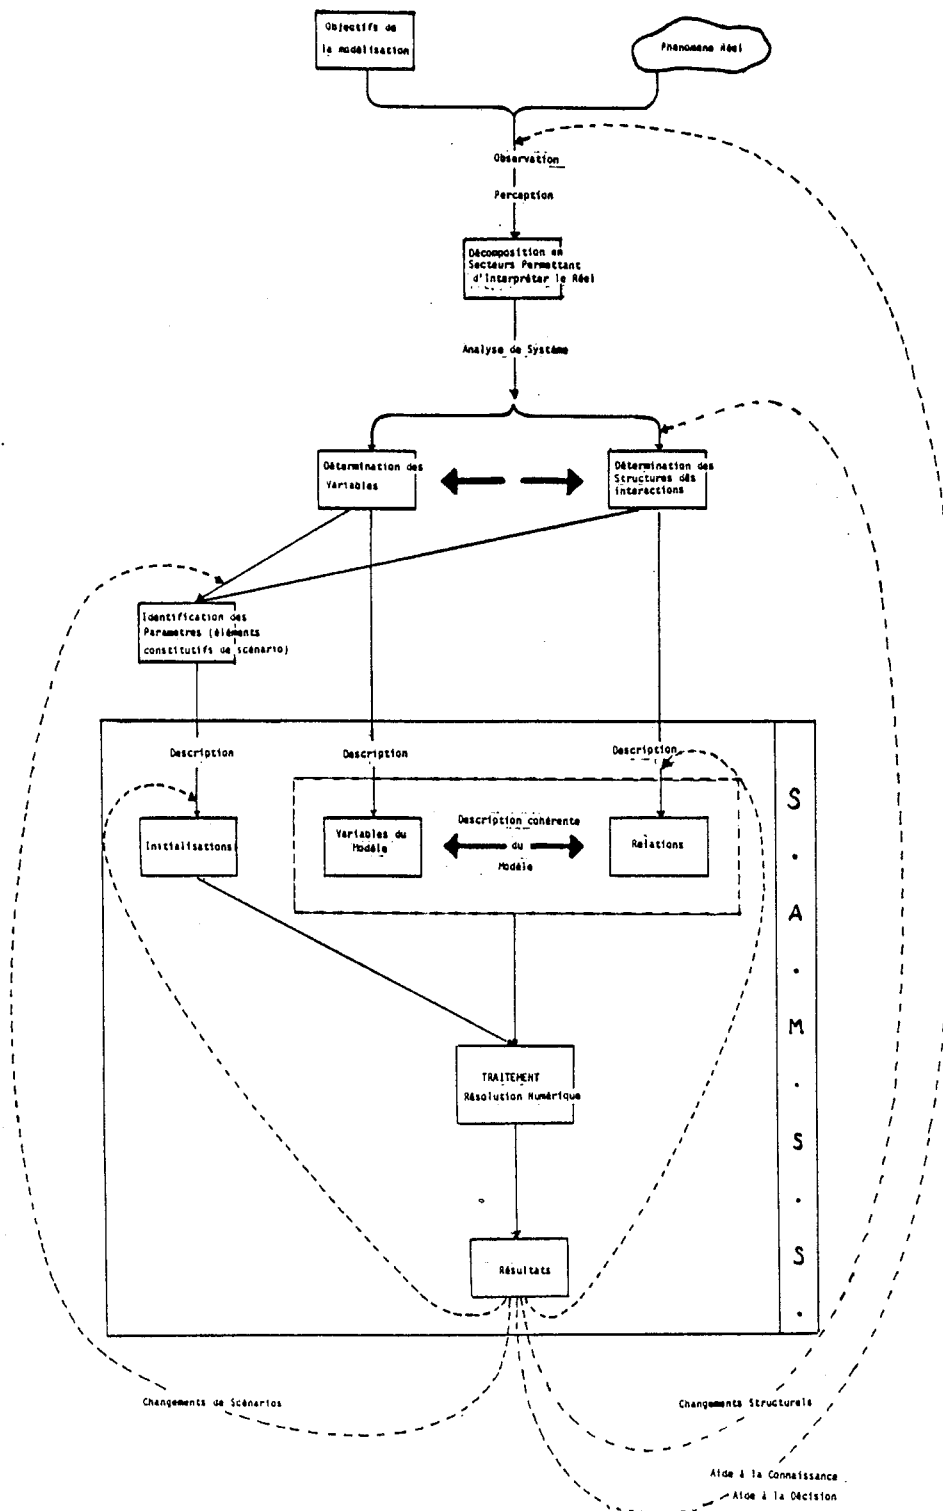 Objectifs de
la modélisation
Phénomène Réel
Observation
Perception
Décomposition en
Secteurs Permettant
d'Interpréter le Réel
Analyse de Système
Détermination des
Variables
Détermination des
Structures dés
interactions
Identification des
Parametres (éléments
constitutifs de scénario)
Description
Description
Description
Initialisations
Variables du
Modèle
Description cohérente
du
Modèle
Relations
TRAITEMENT
Résolution Numérique
Résultats
S.A.M.S.S.
Changements de Scénarios
Changements Structurels
Aide à la Connaissance
Aide à la Décision